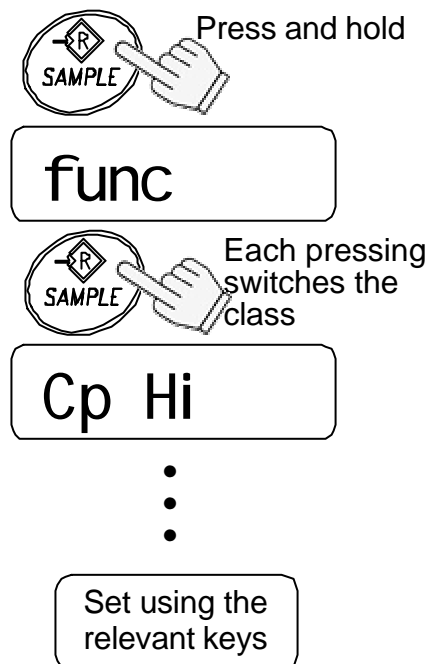 Press and hold
R
SAMPLE
func
Each pressing
switches the
class
R
SAMPLE
Cp Hi
Set using the
relevant keys